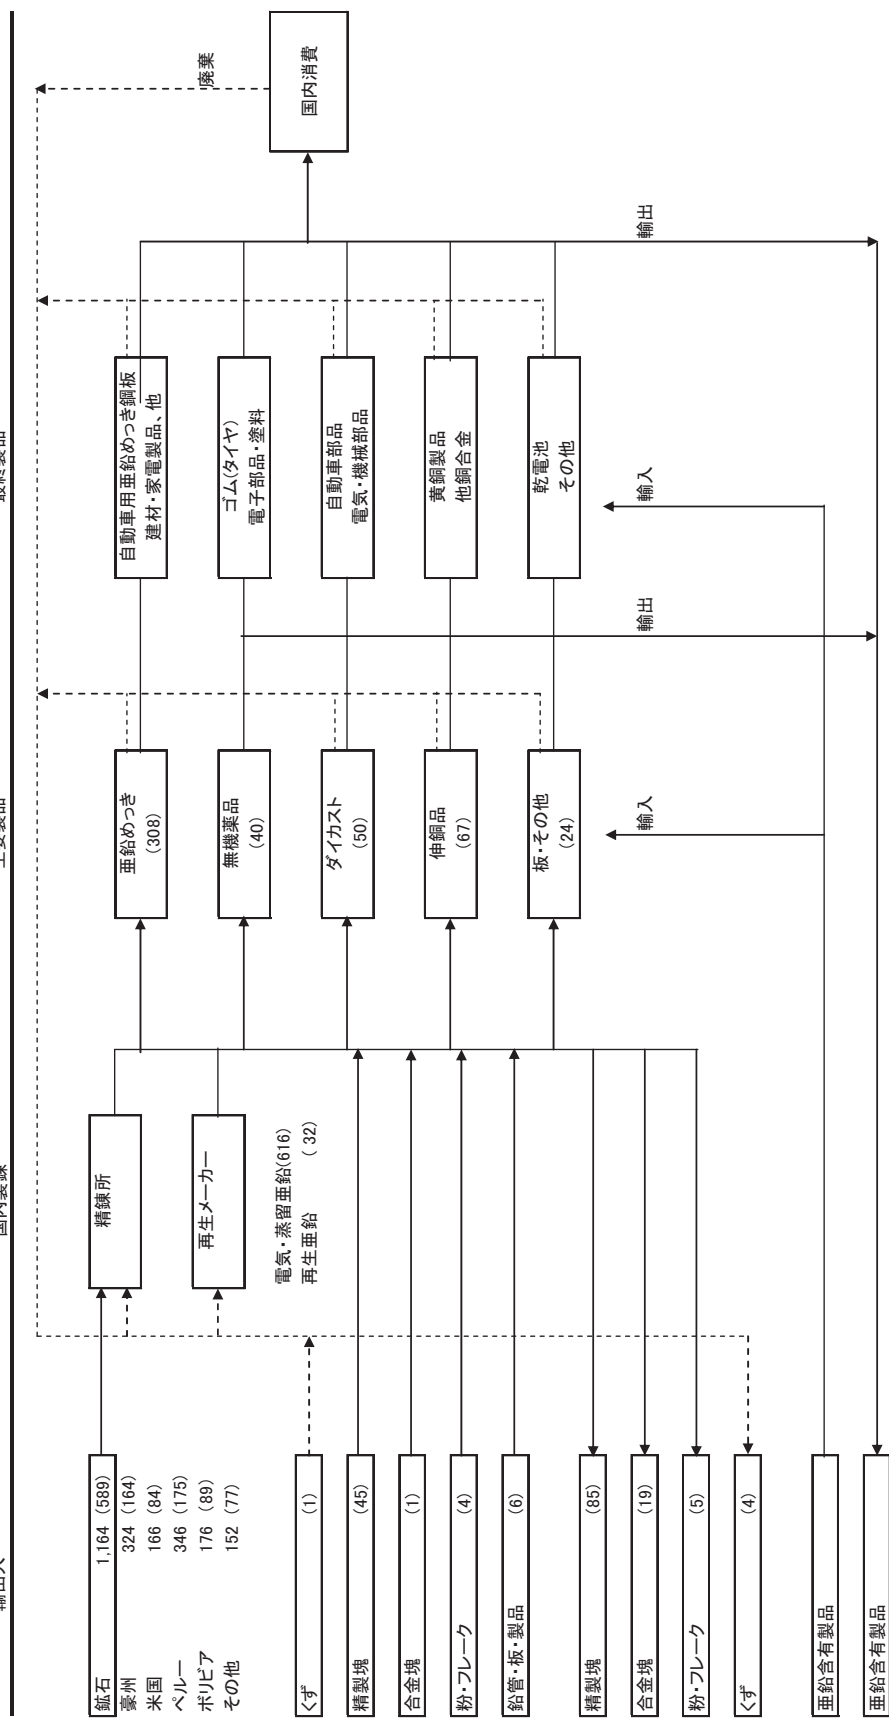 輸出入
国内製錬
主要製品
最終製品
鉱石 1,164 (589)
豪州 324 (164)
米国 166 (84)
ペルー 346 (175)
ボリビア 176 (89)
その他 152 (77)
くず (1)
精製塊 (45)
合金塊 (1)
粉・フレーク (4)
鉛管・板・製品 (6)
精製塊 (85)
合金塊 (19)
粉・フレーク (5)
くず (4)
亜鉛含有製品
亜鉛含有製品
精錬所
再生メーカー
電気・蒸留亜鉛(616)
再生亜鉛 ( 32)
亜鉛めっき
(308)
無機薬品
(40)
ダイカスト
(50)
伸銅品
(67)
板・その他
(24)
輸入
輸出
自動車用亜鉛めっき鋼板
建材・家電製品、他
ゴム(タイヤ)
電子部品・塗料
自動車部品
電気・機械部品
黄銅製品
他銅合金
乾電池
その他
輸入
輸出
国内消費
廃棄